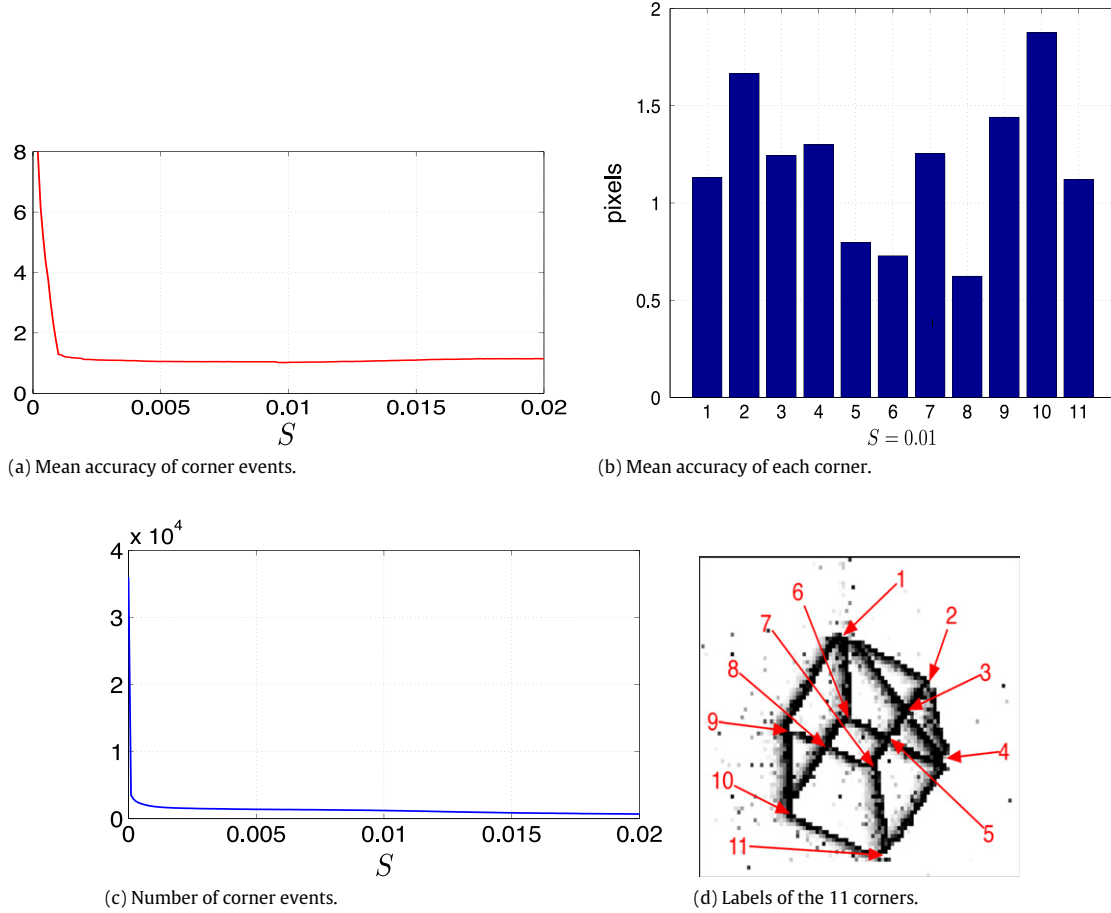 8
6
4
2
0
0 0.005 0.01 0.015 0.02
S
(a) Mean accuracy of corner events.
2
1.5
1
0.5
0
pixels
1 2 3 4 5 6 7 8 9 10 11
S = 0.01
(b) Mean accuracy of each corner.
x 10^4
4
3
2
1
0
0 0.005 0.01 0.015 0.02
S
(c) Number of corner events.
1
6
7
2
8
3
9
4
10
5
11
(d) Labels of the 11 corners.